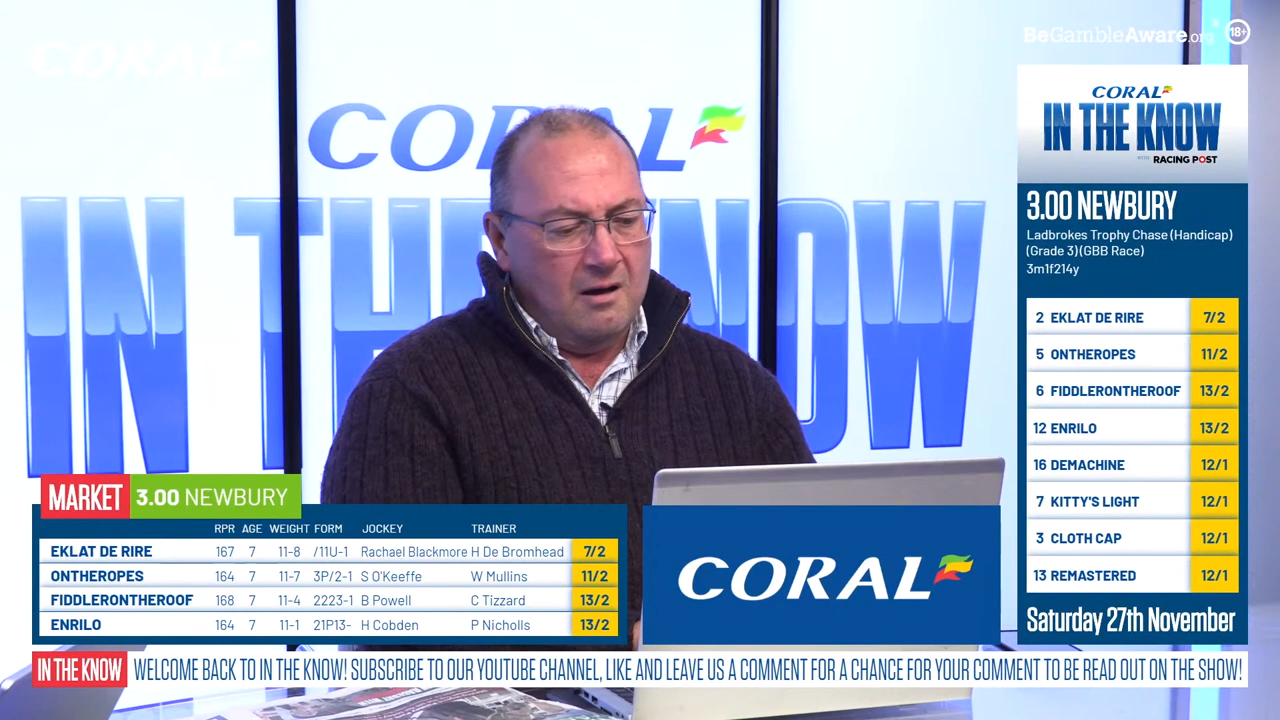 CORAL
BeGambleAware.org 18+
CORAL
IN THE KNOW
CORAL
IN THE KNOW
WITH RACING POST
3.00 NEWBURY
Ladbrokes Trophy Chase (Handicap)
(Grade 3)(GBB Race)
3m1f214y
2 EKLAT DE RIRE 7/2
5 ONTHEROPES 11/2
6 FIDDLERONTHEROOF 13/2
12 ENRILO 13/2
16 DEMACHINE 12/1
7 KITTY'S LIGHT 12/1
3 CLOTH CAP 12/1
13 REMASTERED 12/1
Saturday 27th November
MARKET 3.00 NEWBURY
RPR AGE WEIGHT FORM JOCKEY TRAINER
EKLAT DE RIRE 167 7 11-8 /11U-1 Rachael Blackmore H De Bromhead 7/2
ONTHEROPES 164 7 11-7 3P/2-1 S O'Keeffe W Mullins 11/2
FIDDLERONTHEROOF 168 7 11-4 2223-1 B Powell C Tizzard 13/2
ENRILO 164 7 11-1 21P13- H Cobden P Nicholls 13/2
CORAL
IN THE KNOW WELCOME BACK TO IN THE KNOW! SUBSCRIBE TO OUR YOUTUBE CHANNEL, LIKE AND LEAVE US A COMMENT FOR A CHANCE FOR YOUR COMMENT TO BE READ OUT ON THE SHOW!